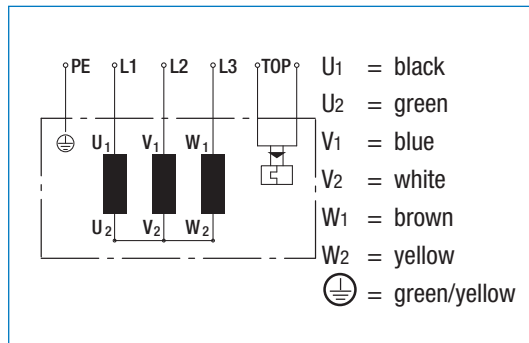 PE L1 L2 L3 TOP
U1 V1 W1
U2 V2 W2
U1 = black
U2 = green
V1 = blue
V2 = white
W1 = brown
W2 = yellow
= green/yellow